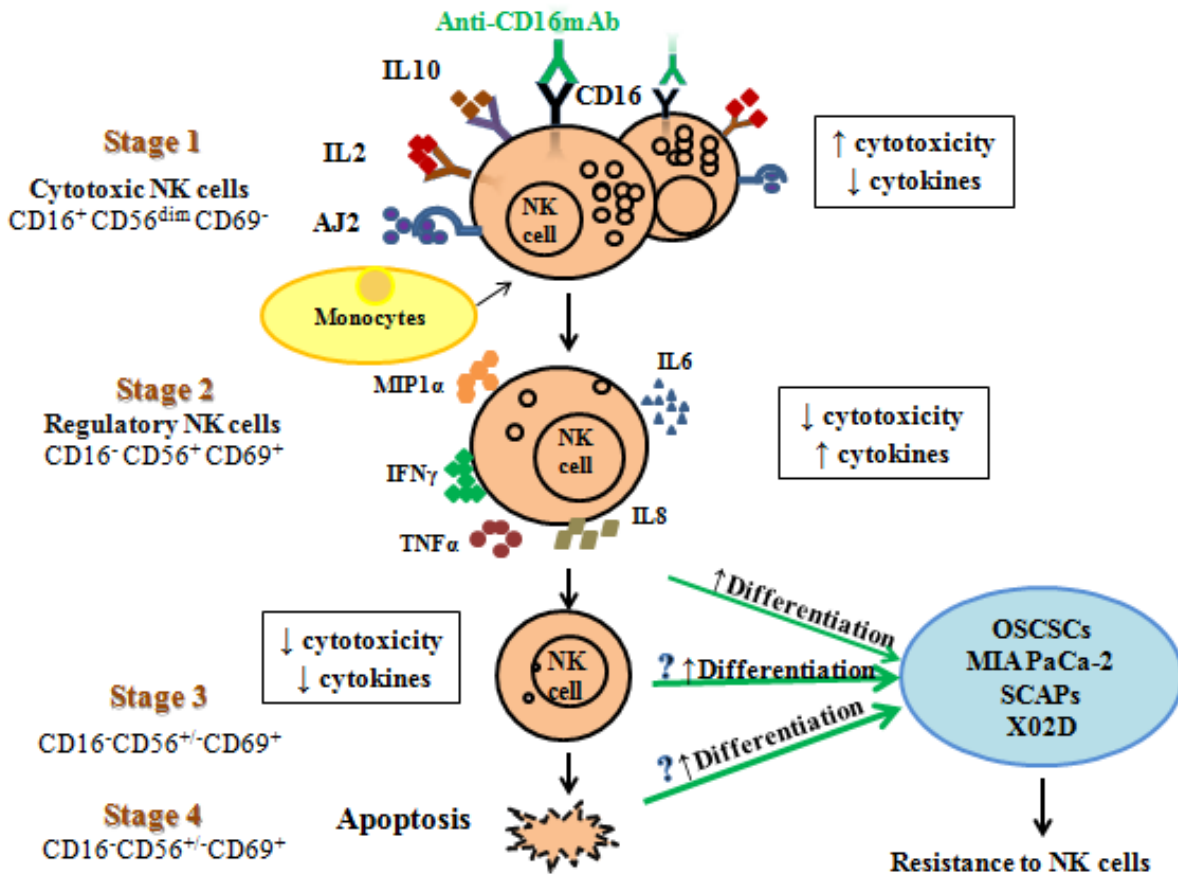 Anti-CD16mAb
IL10
CD16
Stage 1
IL2
↑ cytotoxicity
↓ cytokines
Cytotoxic NK cells
CD16⁺ CD56ᵈⁱᵐ CD69⁻
NK
cell
AJ2
Monocytes
IL6
MIP1α
Stage 2
Regulatory NK cells
CD16⁻ CD56⁺ CD69⁺
↓ cytotoxicity
↑ cytokines
NK
cell
IFNγ
IL8
TNFα
↑Differentiation
↓ cytotoxicity
↓ cytokines
NK
cell
? ↑Differentiation
OSCSCs
MIA PaCa-2
SCAPs
X02D
Stage 3
CD16⁻CD56⁺/⁻CD69⁺
? ↑Differentiation
Stage 4
CD16⁻CD56⁺/⁻CD69⁺
Apoptosis
Resistance to NK cells